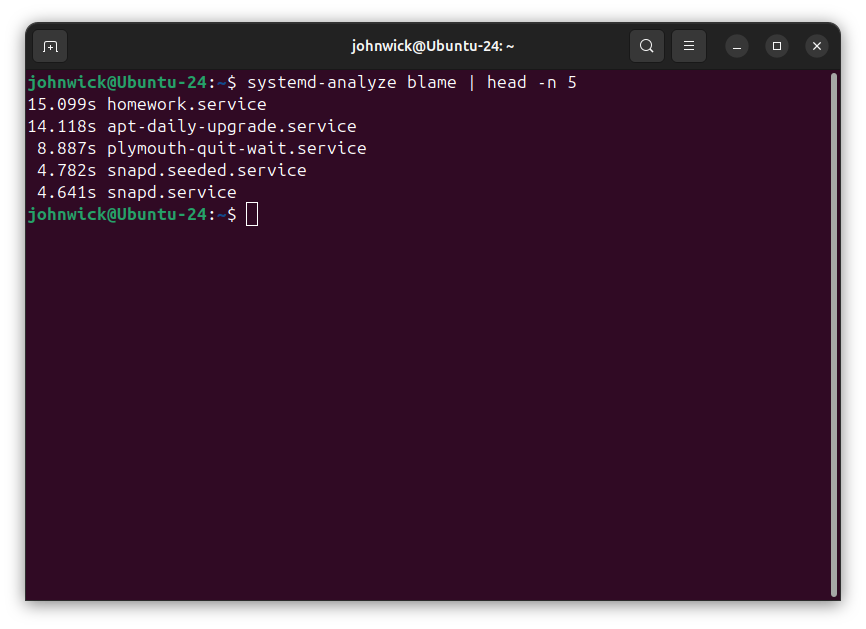 johnwick@Ubuntu-24: ~
johnwick@Ubuntu-24:~$ systemd-analyze blame | head -n 5
15.099s homework.service
14.118s apt-daily-upgrade.service
 8.887s plymouth-quit-wait.service
 4.782s snapd.seeded.service
 4.641s snapd.service
johnwick@Ubuntu-24:~$